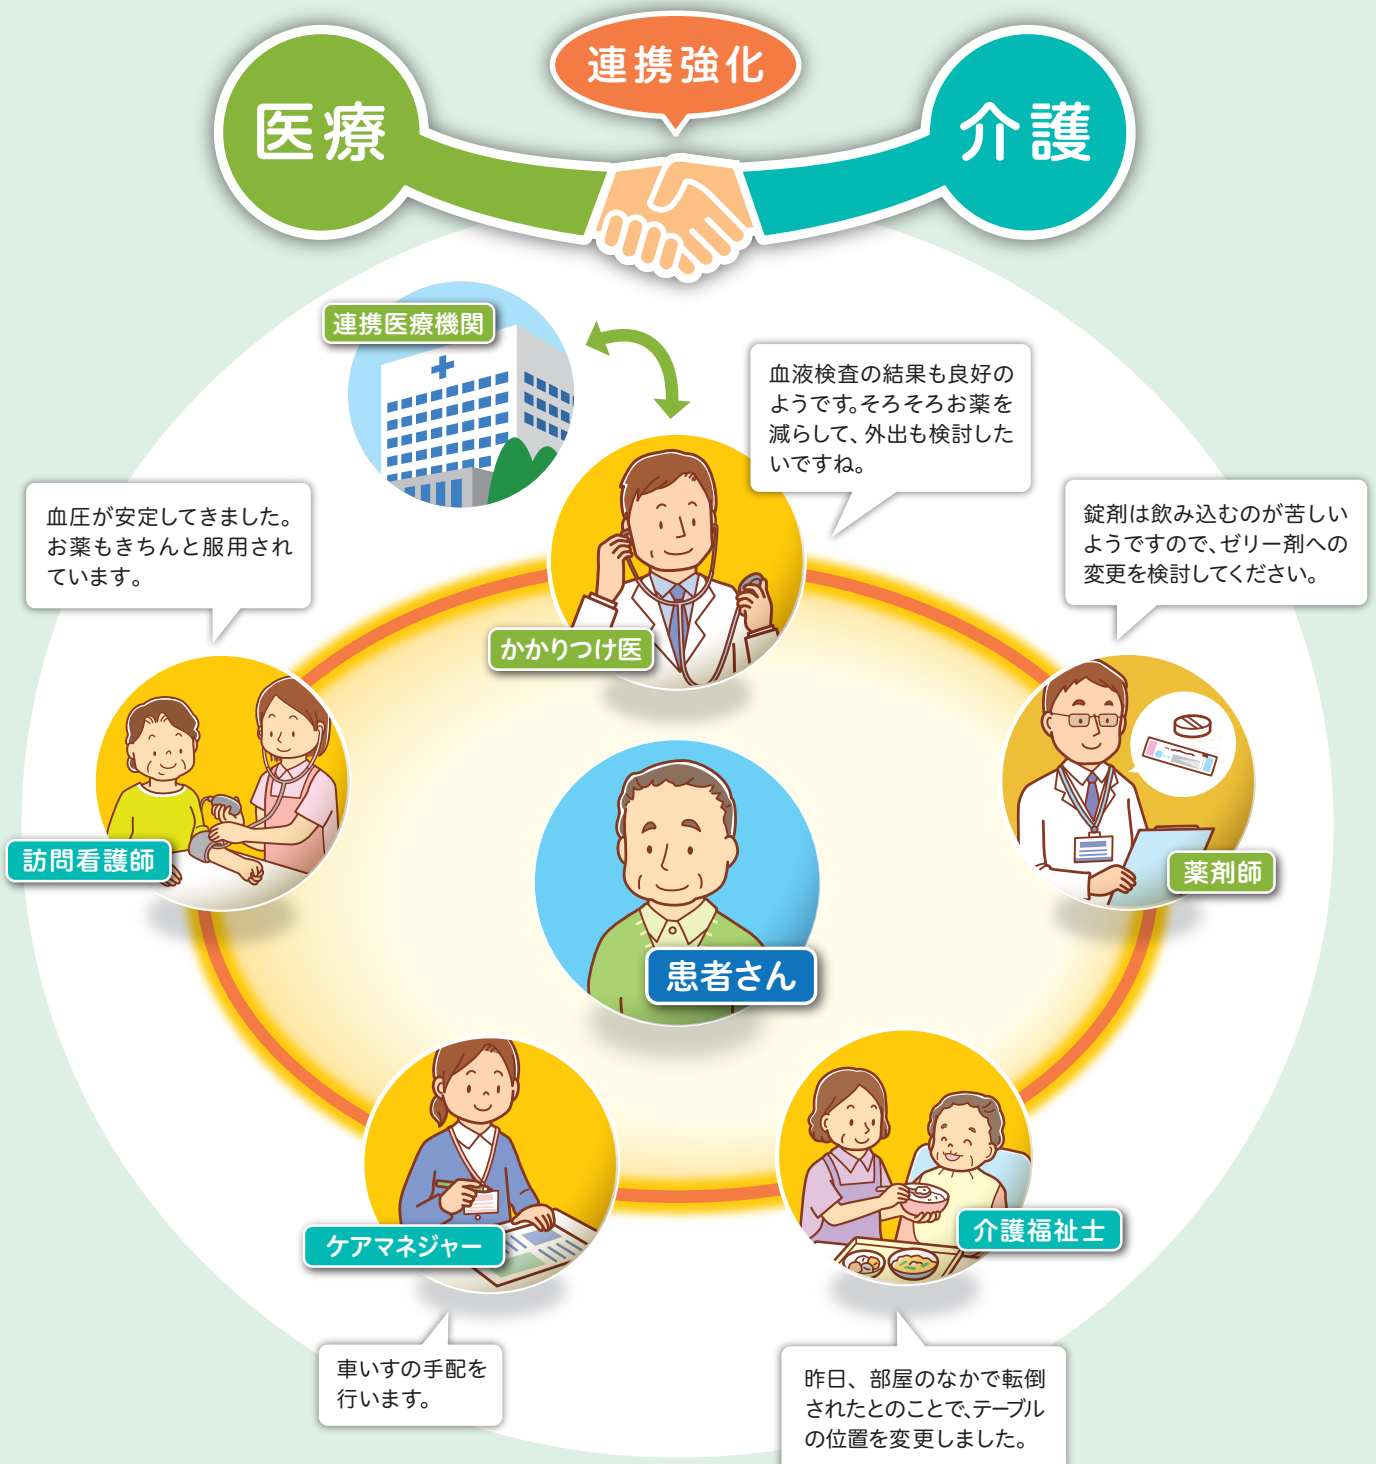 連携強化
医療
介護
連携医療機関
血液検査の結果も良好の
ようです。そろそろお薬を
減らして、外出も検討した
いですね。
血圧が安定してきました。
お薬もきちんと服用され
ています。
錠剤は飲み込むのが苦しい
ようですので、ゼリー剤への
変更を検討してください。
かかりつけ医
訪問看護師
薬剤師
患者さん
ケアマネジャー
介護福祉士
車いすの手配を
行います。
昨日、部屋のなかで転倒
されたとのことで、テーブル
の位置を変更しました。